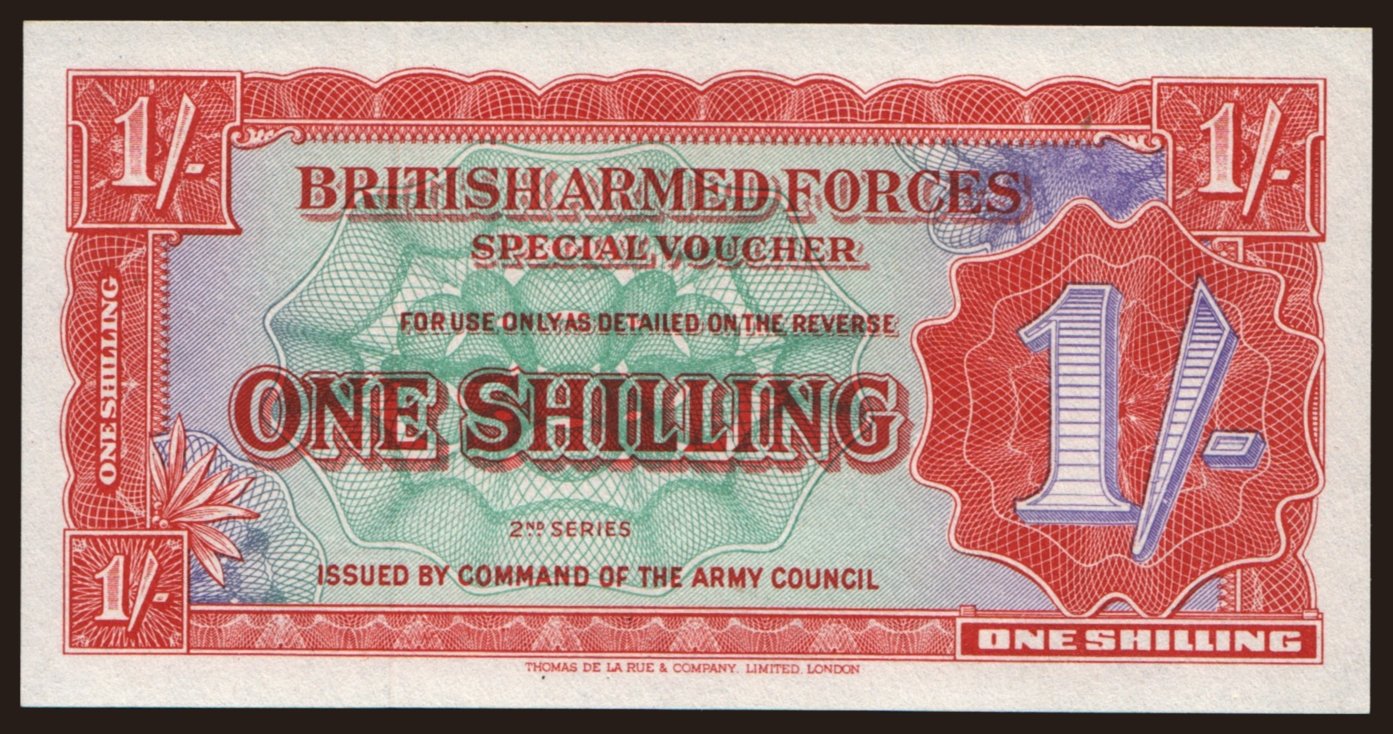 1/-
1/-
BRITISH ARMED FORCES
SPECIAL VOUCHER
FOR USE ONLY AS DETAILED ON THE REVERSE
ONE SHILLING
ONE SHILLING
1/-
2ND SERIES
ISSUED BY COMMAND OF THE ARMY COUNCIL
1/-
ONE SHILLING
THOMAS DE LA RUE & COMPANY, LIMITED, LONDON